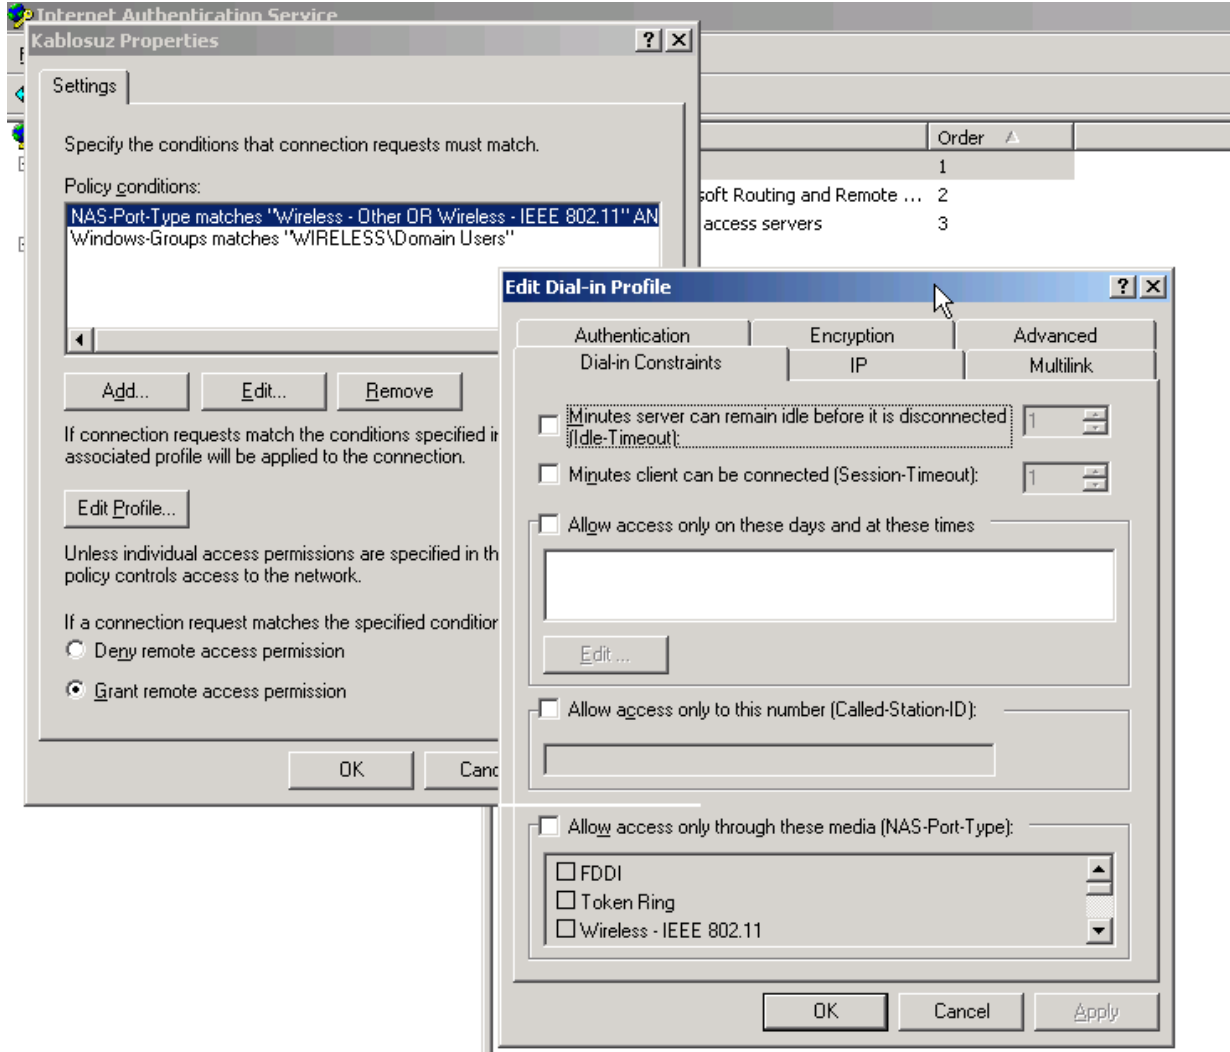 Internet Authentication Service
Kablosuz Properties
Settings
Specify the conditions that connection requests must match.
Policy conditions:
NAS-Port-Type matches "Wireless - Other OR Wireless - IEEE 802.11" AN
Windows-Groups matches "WIRELESS\Domain Users"
Add...
Edit...
Remove
If connection requests match the conditions specified in
associated profile will be applied to the connection.
Edit Profile...
Unless individual access permissions are specified in th
policy controls access to the network.
If a connection request matches the specified condition
Deny remote access permission
Grant remote access permission
OK
Canc
Order
1
soft Routing and Remote ... 2
access servers 3
Edit Dial-in Profile
Authentication
Encryption
Advanced
Dial-in Constraints
IP
Multilink
Minutes server can remain idle before it is disconnected
(Idle-Timeout):
1
Minutes client can be connected (Session-Timeout):
1
Allow access only on these days and at these times
Edit ...
Allow access only to this number (Called-Station-ID):
Allow access only through these media (NAS-Port-Type):
FDDI
Token Ring
Wireless - IEEE 802.11
OK
Cancel
Apply